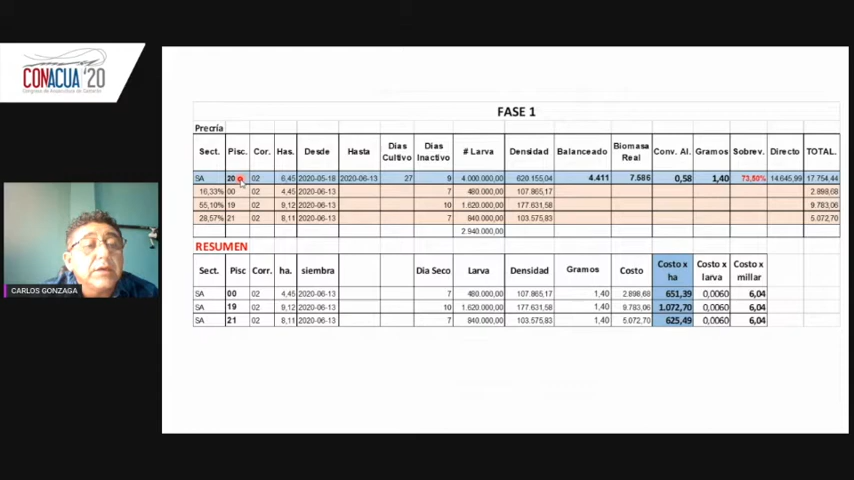 CONACUA '20
FASE 1
Precría
Sect. Pisc. Cor. Has. Desde Hasta Dias Cultivo Dias Inactivo # Larva Densidad Balanceado Biomasa Real Conv. Al. Gramos Sobrev. Directo TOTAL.
SA 20 02 6,45 2020-05-18 2020-06-13 27 9 4.000.000,00 620.155,04 4.411 7.586 0,58 1,40 73,50% 14.645,99 17.754,44
16,33% 00 02 4,45 2020-06-13 7 480.000,00 107.865,17 2.898,68
55,10% 19 02 9,12 2020-06-13 10 1.620.000,00 177.631,58 9.783,06
28,57% 21 02 8,11 2020-06-13 7 840.000,00 103.575,83 5.072,70
2.940.000,00
RESUMEN
Sect. Pisc Corr. ha. siembra Dia Seco Larva Densidad Gramos Costo Costo x ha Costo x larva Costo x millar
SA 00 02 4,45 2020-06-13 7 480.000,00 107.865,17 1,40 2.898,68 651,39 0,0060 6,04
SA 19 02 9,12 2020-06-13 10 1.620.000,00 177.631,58 1,40 9.783,06 1.072,70 0,0060 6,04
SA 21 02 8,11 2020-06-13 7 840.000,00 103.575,83 1,40 5.072,70 625,49 0,0060 6,04
CARLOS GONZAGA